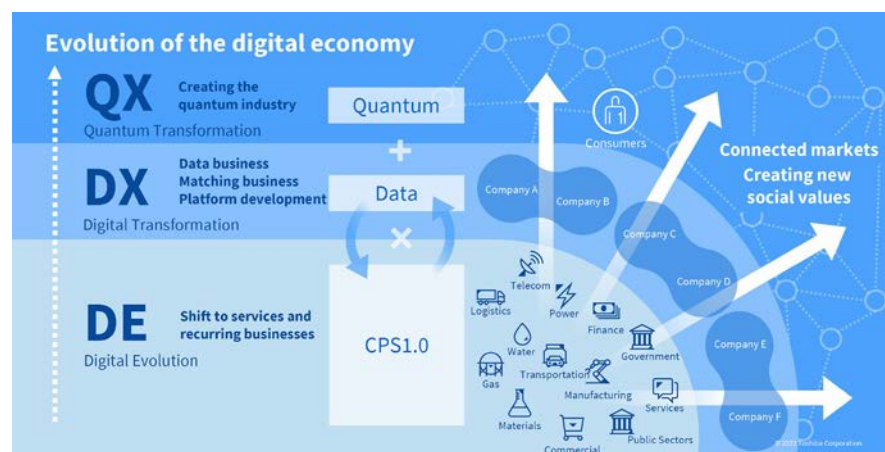 Evolution of the digital economy
QX
Creating the
quantum industry
Quantum Transformation
Quantum
+
DX
Data business
Matching business
Platform development
Digital Transformation
Data
×
DE
Shift to services and
recurring businesses
Digital Evolution
CPS1.0
Consumers
Connected markets
Creating new
social values
Company A
Company B
Company C
Company D
Company E
Company F
Telecom
Logistics
Power
Finance
Water
Government
Gas
Transportation
Manufacturing
Services
Materials
Commercial
Public Sectors
© 2022 Toshiba Corporation